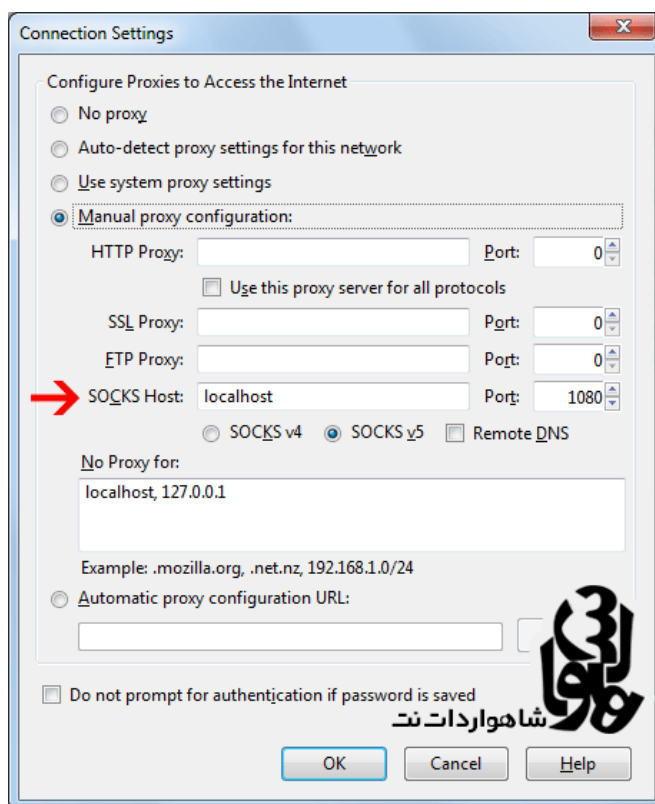 Connection Settings
Configure Proxies to Access the Internet
No proxy
Auto-detect proxy settings for this network
Use system proxy settings
Manual proxy configuration:
HTTP Proxy: Port: 0
Use this proxy server for all protocols
SSL Proxy: Port: 0
FTP Proxy: Port: 0
SOCKS Host: localhost Port: 1080
SOCKS v4 SOCKS v5 Remote DNS
No Proxy for:
localhost, 127.0.0.1
Example: .mozilla.org, .net.nz, 192.168.1.0/24
Automatic proxy configuration URL:
Do not prompt for authentication if password is saved
شاهواردات نت
OK Cancel Help